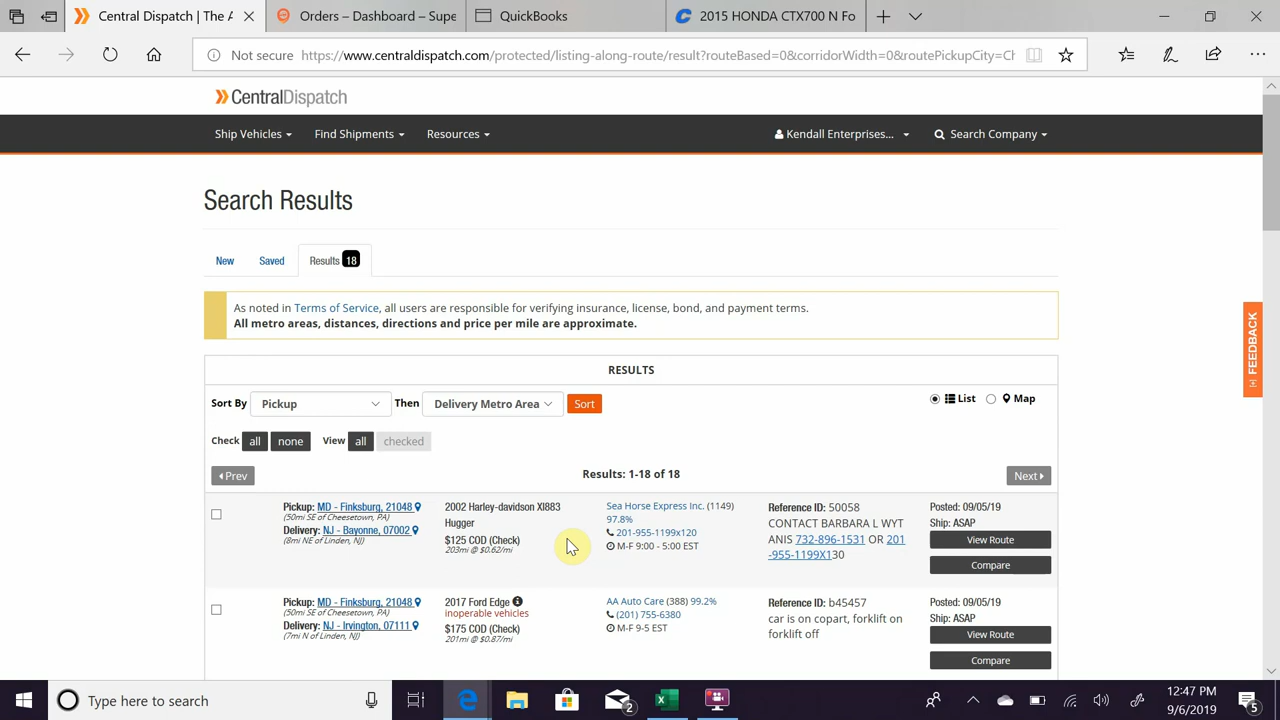 Central Dispatch | The A
Orders – Dashboard – Supe
QuickBooks
2015 HONDA CTX700 N Fo
Not secure https://www.centraldispatch.com/protected/listing-along-route/result?routeBased=0&corridorWidth=0&routePickupCity=Ch
CentralDispatch
Ship Vehicles Find Shipments Resources Kendall Enterprises... Search Company
Search Results
New Saved Results 18
As noted in Terms of Service, all users are responsible for verifying insurance, license, bond, and payment terms.
All metro areas, distances, directions and price per mile are approximate.
FEEDBACK
RESULTS
Sort By Pickup Then Delivery Metro Area Sort List Map
Check all none View all checked
Prev Results: 1-18 of 18 Next
Pickup: MD - Finksburg, 21048
(50mi SE of Cheesetown, PA)
Delivery: NJ - Bayonne, 07002
(8mi NE of Linden, NJ)
2002 Harley-davidson Xl883
Hugger
$125 COD (Check)
203mi @ $0.62/mi
Sea Horse Express Inc. (1149)
97.8%
201-955-1199x120
M-F 9:00 - 5:00 EST
Reference ID: 50058
CONTACT BARBARA L WYT
ANIS 732-896-1531 OR 201
-955-1199X130
Posted: 09/05/19
Ship: ASAP
View Route
Compare
Pickup: MD - Finksburg, 21048
(50mi SE of Cheesetown, PA)
Delivery: NJ - Irvington, 07111
(7mi N of Linden, NJ)
2017 Ford Edge
inoperable vehicles
$175 COD (Check)
201mi @ $0.87/mi
AA Auto Care (388) 99.2%
(201) 755-6380
M-F 9-5 EST
Reference ID: b45457
car is on copart, forklift on
forklift off
Posted: 09/05/19
Ship: ASAP
View Route
Compare
Type here to search
2
12:47 PM
9/6/2019
5